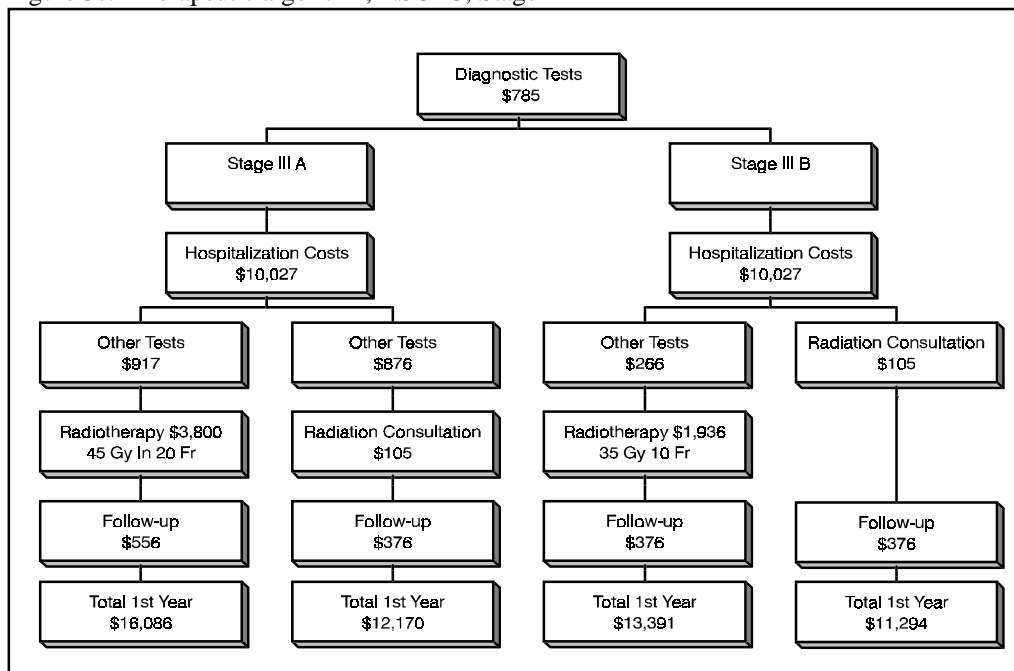 Diagnostic Tests
$785
Stage III A
Stage III B
Hospitalization Costs
$10,027
Hospitalization Costs
$10,027
Other Tests
$917
Other Tests
$876
Other Tests
$266
Radiation Consultation
$105
Radiotherapy $3,800
45 Gy In 20 Fr
Radiation Consultation
$105
Radiotherapy $1,936
35 Gy 10 Fr
Follow-up
$556
Follow-up
$376
Follow-up
$376
Follow-up
$376
Total 1st Year
$16,086
Total 1st Year
$12,170
Total 1st Year
$13,391
Total 1st Year
$11,294